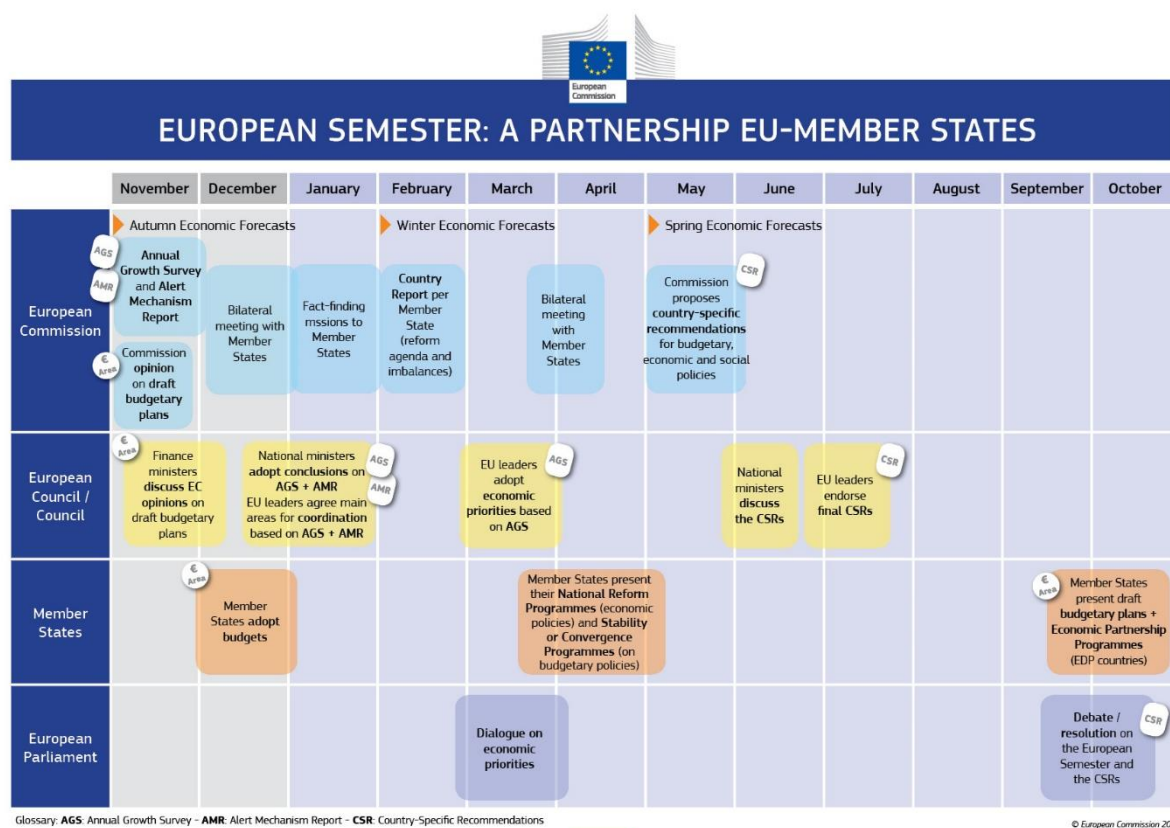 European
Commission
EUROPEAN SEMESTER: A PARTNERSHIP EU-MEMBER STATES
November December January February March April May June July August September October
European
Commission
Autumn Economic Forecasts
Winter Economic Forecasts
Spring Economic Forecasts
AGS
AMR
Annual
Growth Survey
and Alert
Mechanism
Report
€
Area
Commission
opinion
on draft
budgetary
plans
Bilateral
meeting with
Member
States
Fact-finding
mssions to
Member
States
Country
Report per
Member
State
(reform
agenda and
imbalances)
Bilateral
meeting
with
Member
States
CSR
Commission
proposes
country-specific
recommendations
for budgetary,
economic and social
policies
European
Council /
Council
€
Area
Finance
ministers
discuss EC
opinions on
draft budgetary
plans
National ministers
adopt conclusions on
AGS + AMR
EU leaders agree main
areas for coordination
based on AGS + AMR
AGS
AMR
EU leaders
adopt
economic
priorities based
on AGS
AGS
National
ministers
discuss
the CSRs
EU leaders
endorse
final CSRs
CSR
Member
States
€
Area
Member
States adopt
budgets
Member States present
their National Reform
Programmes (economic
policies) and Stability
or Convergence
Programmes (on
budgetary policies)
€
Area
Member States
present draft
budgetary plans +
Economic Partnership
Programmes
(EDP countries)
European
Parliament
Dialogue on
economic
priorities
Debate /
resolution on
the European
Semester and
the CSRs
CSR
Glossary: AGS: Annual Growth Survey - AMR: Alert Mechanism Report - CSR: Country-Specific Recommendations
© European Commission